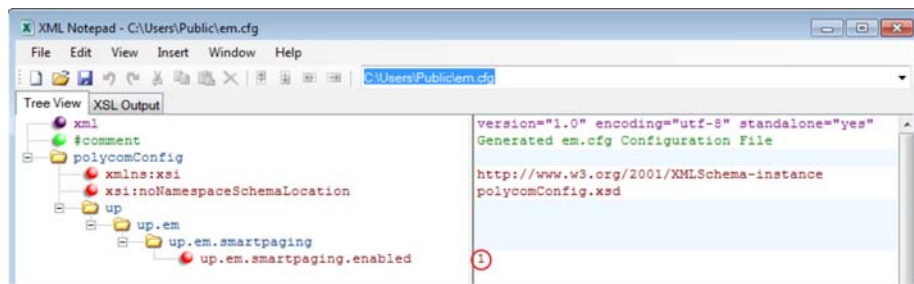 XML Notepad - C:\Users\Public\em.cfg
File Edit View Insert Window Help
C:\Users\Public\em.cfg
Tree View XSL Output
xml version="1.0" encoding="utf-8" standalone="yes"
#comment Generated em.cfg Configuration File
polycomConfig
xmlns:xsi http://www.w3.org/2001/XMLSchema-instance
xsi:noNamespaceSchemaLocation polycomConfig.xsd
up
up.em
up.em.smartpaging
up.em.smartpaging.enabled 1